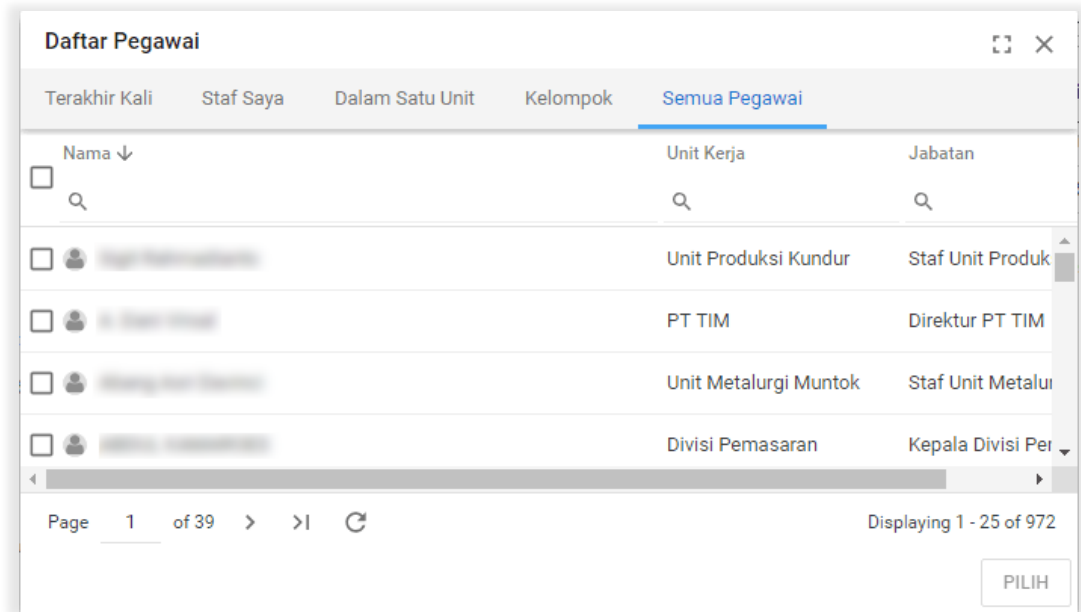 Daftar Pegawai
Terakhir Kali Staf Saya Dalam Satu Unit Kelompok Semua Pegawai
Nama Unit Kerja Jabatan
Unit Produksi Kundur Staf Unit Produk
PT TIM Direktur PT TIM
Unit Metalurgi Muntok Staf Unit Metalu
Divisi Pemasaran Kepala Divisi Pe
Page 1 of 39 Displaying 1 - 25 of 972
PILIH